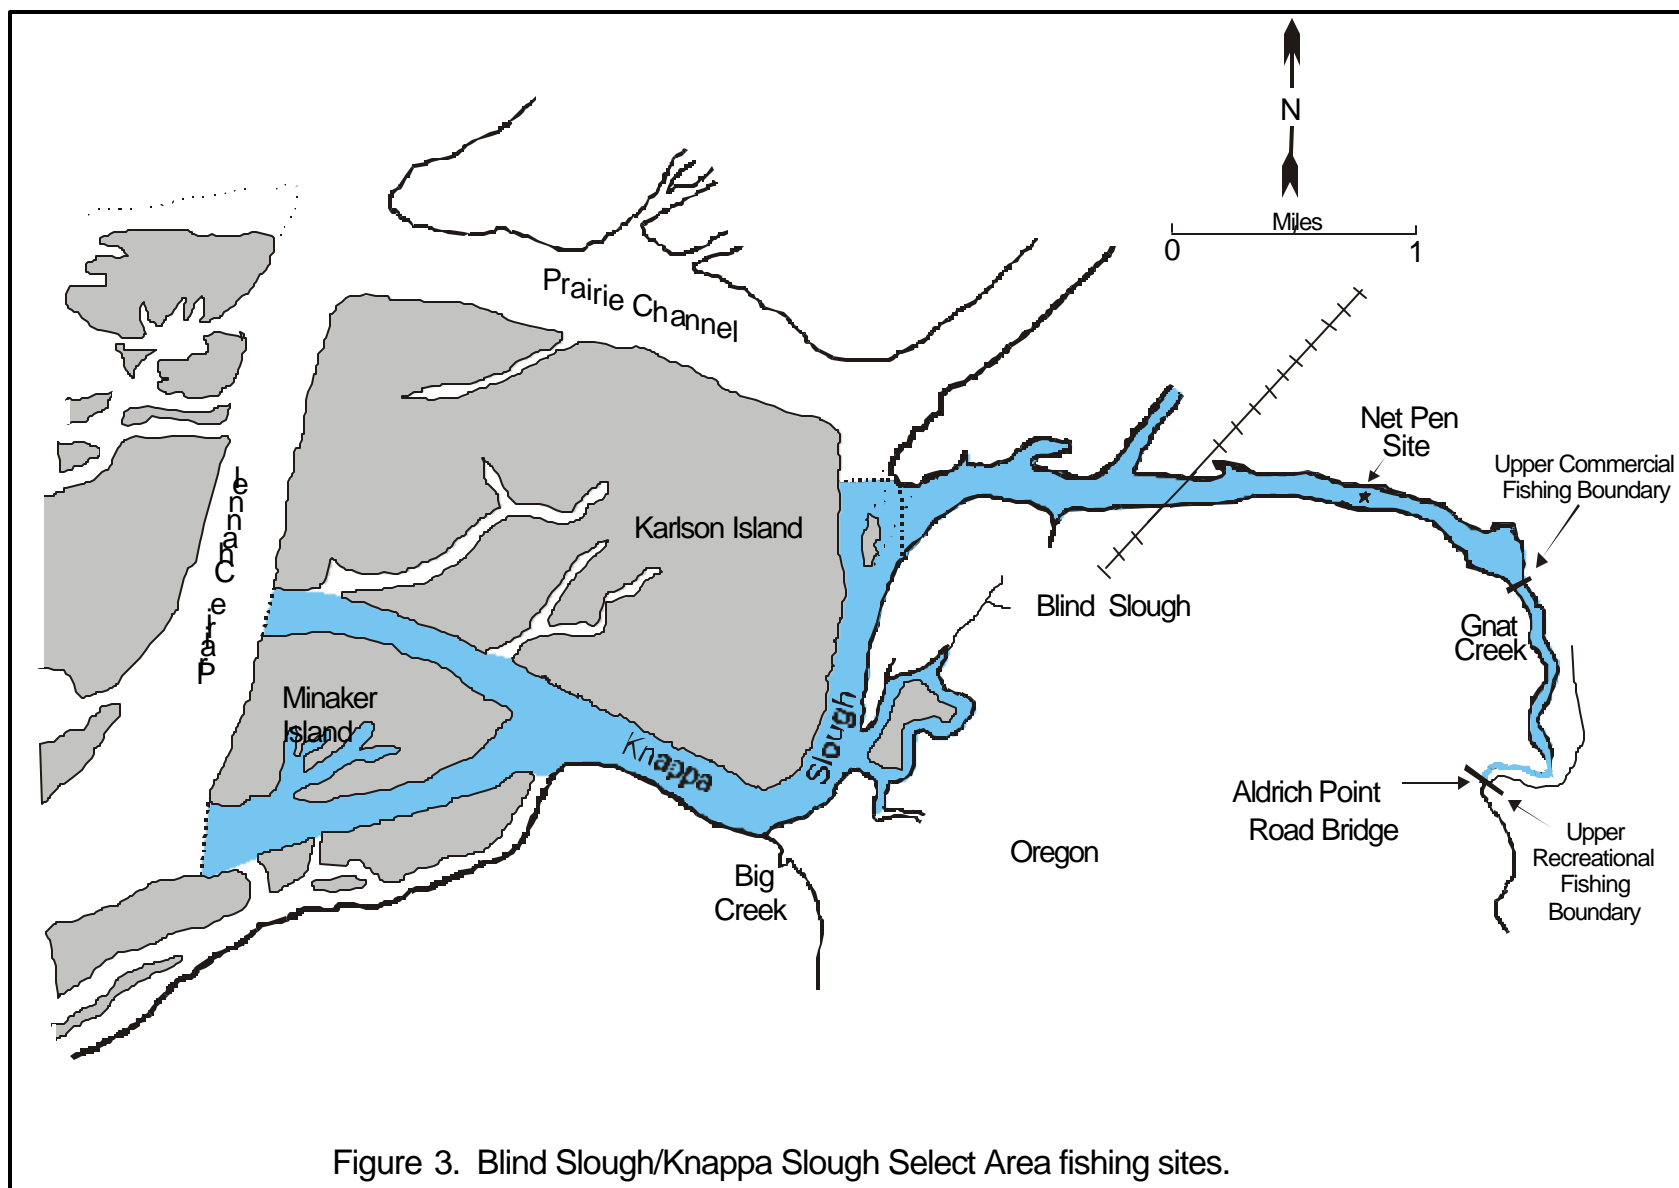 N
Miles
0 1
Prairie Channel
Net Pen
Site
Upper Commercial
Fishing Boundary
Prairie Channel
Karlson Island
Blind Slough
Gnat
Creek
Minaker
Island
Knappa
Slough
Aldrich Point
Road Bridge
Upper
Recreational
Fishing
Boundary
Oregon
Big
Creek
Figure 3. Blind Slough/Knappa Slough Select Area fishing sites.